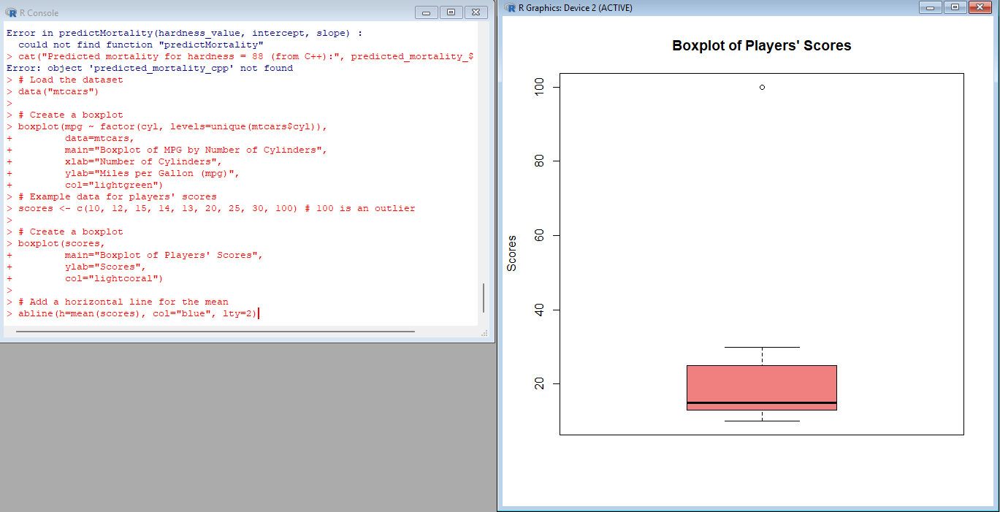 R Console
Error in predictMortality(hardness_value, intercept, slope) :
  could not find function "predictMortality"
> cat("Predicted mortality for hardness = 88 (from C++):", predicted_mortality_$
Error: object 'predicted_mortality_cpp' not found
> # Load the dataset
> data("mtcars")
>
> # Create a boxplot
> boxplot(mpg ~ factor(cyl, levels=unique(mtcars$cyl)),
+         data=mtcars,
+         main="Boxplot of MPG by Number of Cylinders",
+         xlab="Number of Cylinders",
+         ylab="Miles per Gallon (mpg)",
+         col="lightgreen")
> # Example data for players' scores
> scores <- c(10, 12, 15, 14, 13, 20, 25, 30, 100) # 100 is an outlier
>
> # Create a boxplot
> boxplot(scores,
+         main="Boxplot of Players' Scores",
+         ylab="Scores",
+         col="lightcoral")
>
> # Add a horizontal line for the mean
> abline(h=mean(scores), col="blue", lty=2)
R Graphics: Device 2 (ACTIVE)
Boxplot of Players' Scores
100
80
60
40
20
Scores